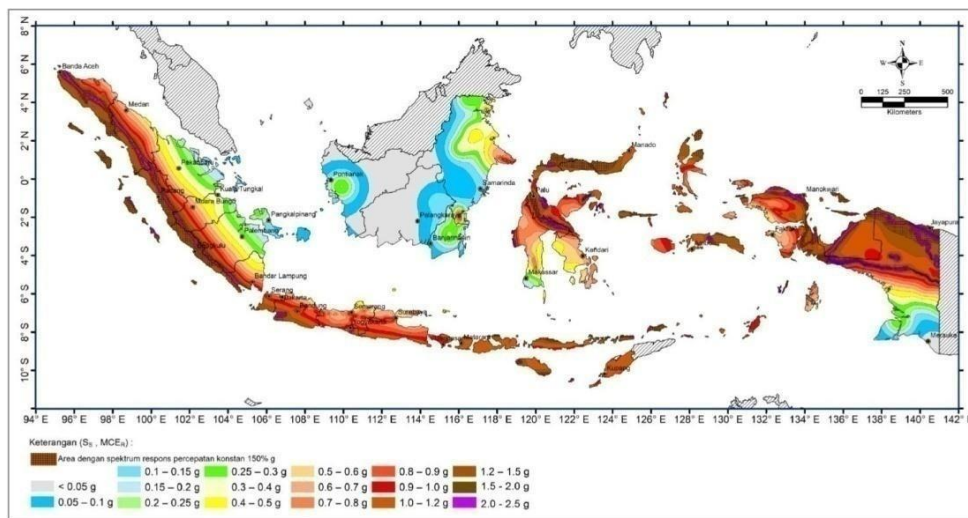 8° N
6° N
4° N
2° N
0° N
2° S
4° S
6° S
8° S
10° S
N
W E
S
0 125 250 500
Kilometers
Banda Aceh
Medan
Kuala Tungkal
Muara Bungo
Pangkalpinang
Palembang
Bandar Lampung
Serang
Bandung
Semarang
Surabaya
Pontianak
Samarinda
Banjarmasin
Palu
Manado
Kendari
Makassar
Kupang
Manokwari
Jayapura
Merauke
94° E 96° E 98° E 100° E 102° E 104° E 106° E 108° E 110° E 112° E 114° E 116° E 118° E 120° E 122° E 124° E 126° E 128° E 130° E 132° E 134° E 136° E 138° E 140° E 142° E
Keterangan (SS , MCER) :
Area dengan spektrum respons percepatan konstan 150% g
< 0.05 g
0.05 – 0.1 g
0.1 – 0.15 g
0.15 – 0.2 g
0.2 – 0.25 g
0.25 – 0.3 g
0.3 – 0.4 g
0.4 – 0.5 g
0.5 – 0.6 g
0.6 – 0.7 g
0.7 – 0.8 g
0.8 – 0.9 g
0.9 – 1.0 g
1.0 – 1.2 g
1.2 – 1.5 g
1.5 – 2.0 g
2.0 – 2.5 g